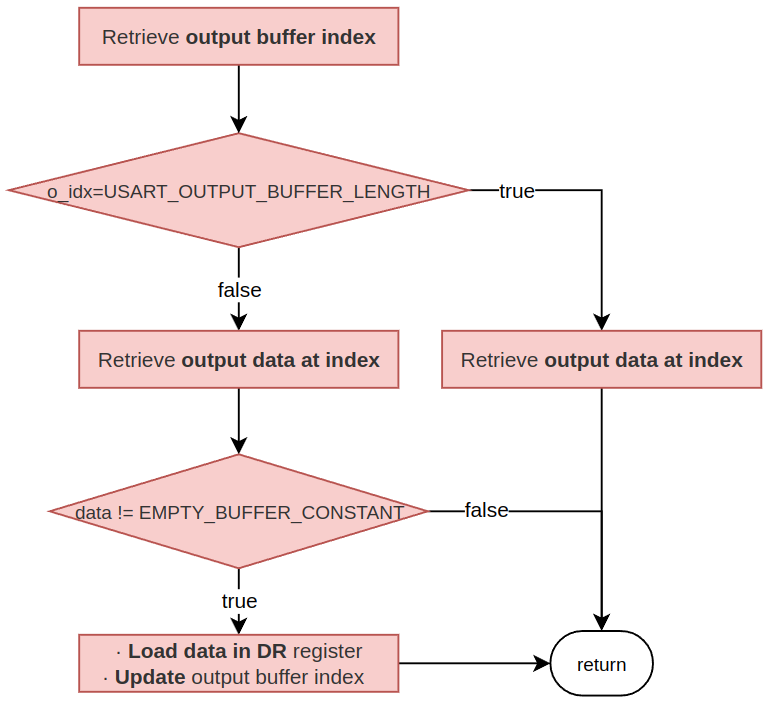 Retrieve output buffer index
o_idx=USART_OUTPUT_BUFFER_LENGTH
true
false
Retrieve output data at index
Retrieve output data at index
data != EMPTY_BUFFER_CONSTANT
false
true
· Load data in DR register
· Update output buffer index
return